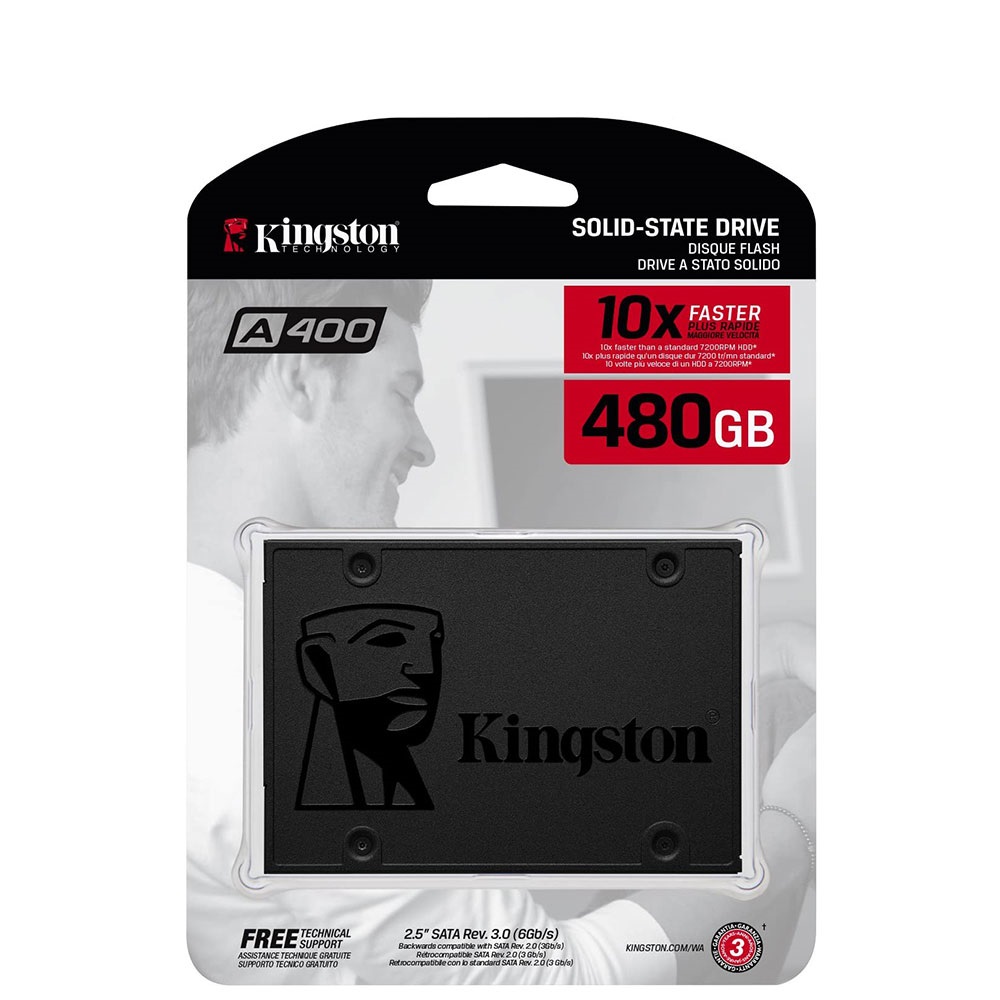 Kingston®
TECHNOLOGY
SOLID-STATE DRIVE
DISQUE FLASH
DRIVE A STATO SOLIDO
A400
10x FASTER
PLUS RAPIDE
MAGGIORE VELOCITÀ
10x faster than a standard 7200RPM HDD*
10x plus rapide qu'un disque dur 7200 tr/mn standard*
10 volte più veloce di un HDD a 7200RPM*
480GB
Kingston®
FREE TECHNICAL SUPPORT
ASSISTANCE TECHNIQUE GRATUITE
SUPPORTO TECNICO GRATUITO
2.5" SATA Rev. 3.0 (6Gb/s)
Backwards compatible with SATA Rev. 2.0 (3Gb/s)
Rétrocompatible con SATA Rev. 2.0 (3 Gb/s)
Retrocompatibile con lo standard SATA Rev. 2.0 (3 Gb/s)
KINGSTON.COM/WA
3
†